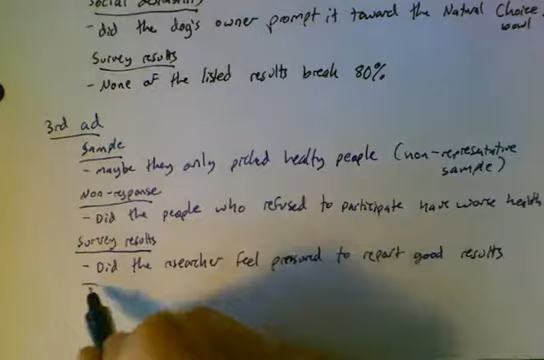 Social desirability
- Did the dog's owner prompt it toward the Natural Choice
bowl
Survey results
- None of the listed results break 80%
3rd ad
Sample
- maybe they only picked healthy people (non-representative
sample)
Non-response
- Did the people who refused to participate have worse health
Survey results
- Did the researcher feel pressured to report good results